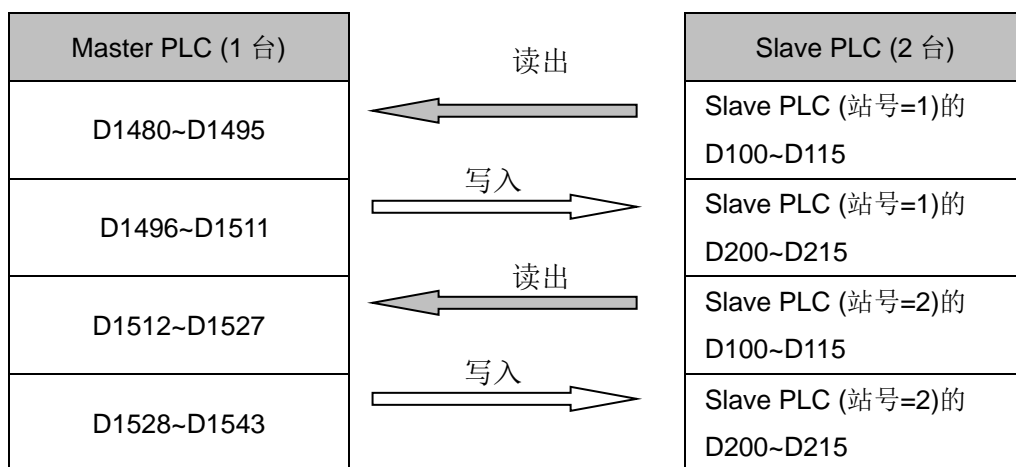 Master PLC (1 台)
读出
Slave PLC (2 台)
D1480~D1495
Slave PLC (站号=1)的
D100~D115
写入
D1496~D1511
Slave PLC (站号=1)的
D200~D215
读出
D1512~D1527
Slave PLC (站号=2)的
D100~D115
写入
D1528~D1543
Slave PLC (站号=2)的
D200~D215